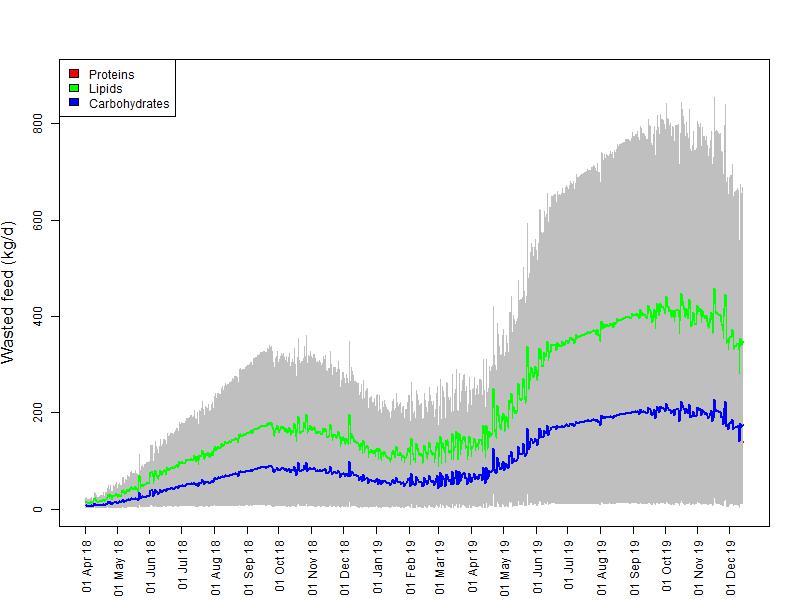 Proteins
Lipids
Carbohydrates
Wasted feed (kg/d)
800
600
400
200
0
01 Apr 18
01 May 18
01 Jun 18
01 Jul 18
01 Aug 18
01 Sep 18
01 Oct 18
01 Nov 18
01 Dec 18
01 Jan 19
01 Feb 19
01 Mar 19
01 Apr 19
01 May 19
01 Jun 19
01 Jul 19
01 Aug 19
01 Sep 19
01 Oct 19
01 Nov 19
01 Dec 19